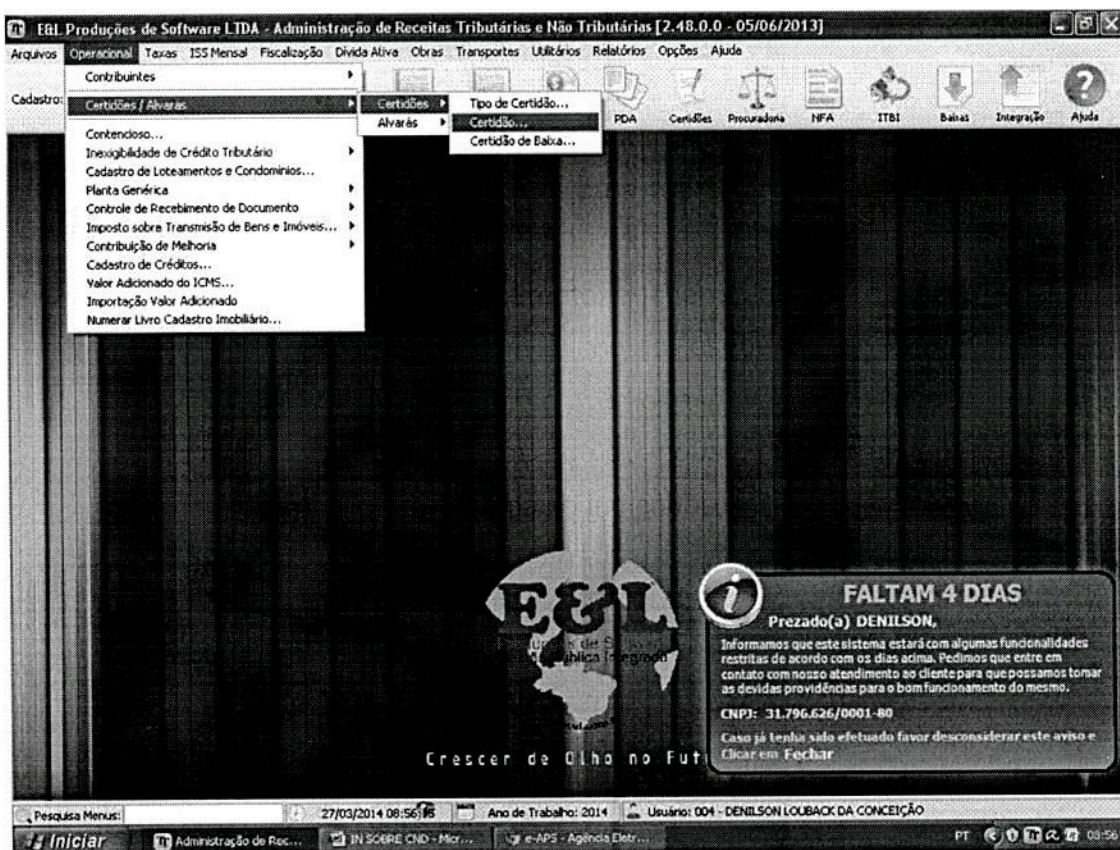 E&L Produções de Software LTDA - Administração de Receitas Tributárias e Não Tributárias [2.48.0.0 - 05/06/2013]
Arquivos Operacional Taxas ISS Mensal Fiscalização Dívida Ativa Obras Transportes Utilitários Relatórios Opções Ajuda
Cadastro:
PDA Certidões Procuradoria NFA ITBI Baixas Integração Ajuda
Contribuintes
Certidões / Alvarás
Contencioso...
Inexigibilidade de Crédito Tributário
Cadastro de Loteamentos e Condomínios...
Planta Genérica
Controle de Recebimento de Documento
Imposto sobre Transmissão de Bens e Imóveis...
Contribuição de Melhoria
Cadastro de Créditos...
Valor Adicionado do ICMS...
Importação Valor Adicionado
Numerar Livro Cadastro Imobiliário...
Certidões
Alvarás
Tipo de Certidão...
Certidão...
Certidão de Baixa...
E&L
Crescer de Olho no Fut
FALTAM 4 DIAS
Prezado(a) DENILSON,
Informamos que este sistema estará com algumas funcionalidades
restritas de acordo com os dias acima. Pedimos que entre em
contato com nosso atendimento ao cliente para que possamos tomar
as devidas providências para o bom funcionamento do mesmo.
CNPJ: 31.796.626/0001-80
Caso já tenha sido efetuado favor desconsiderar este aviso e
Clicar em Fechar
Pesquisa Menus: 27/03/2014 08:56 Ano de Trabalho: 2014 Usuário: 004 - DENILSON LOUBACK DA CONCEIÇÃO
Iniciar Administração de Rec... IN SOBRE CND - Micr... e-APS - Agência Eletr... PT 08:56